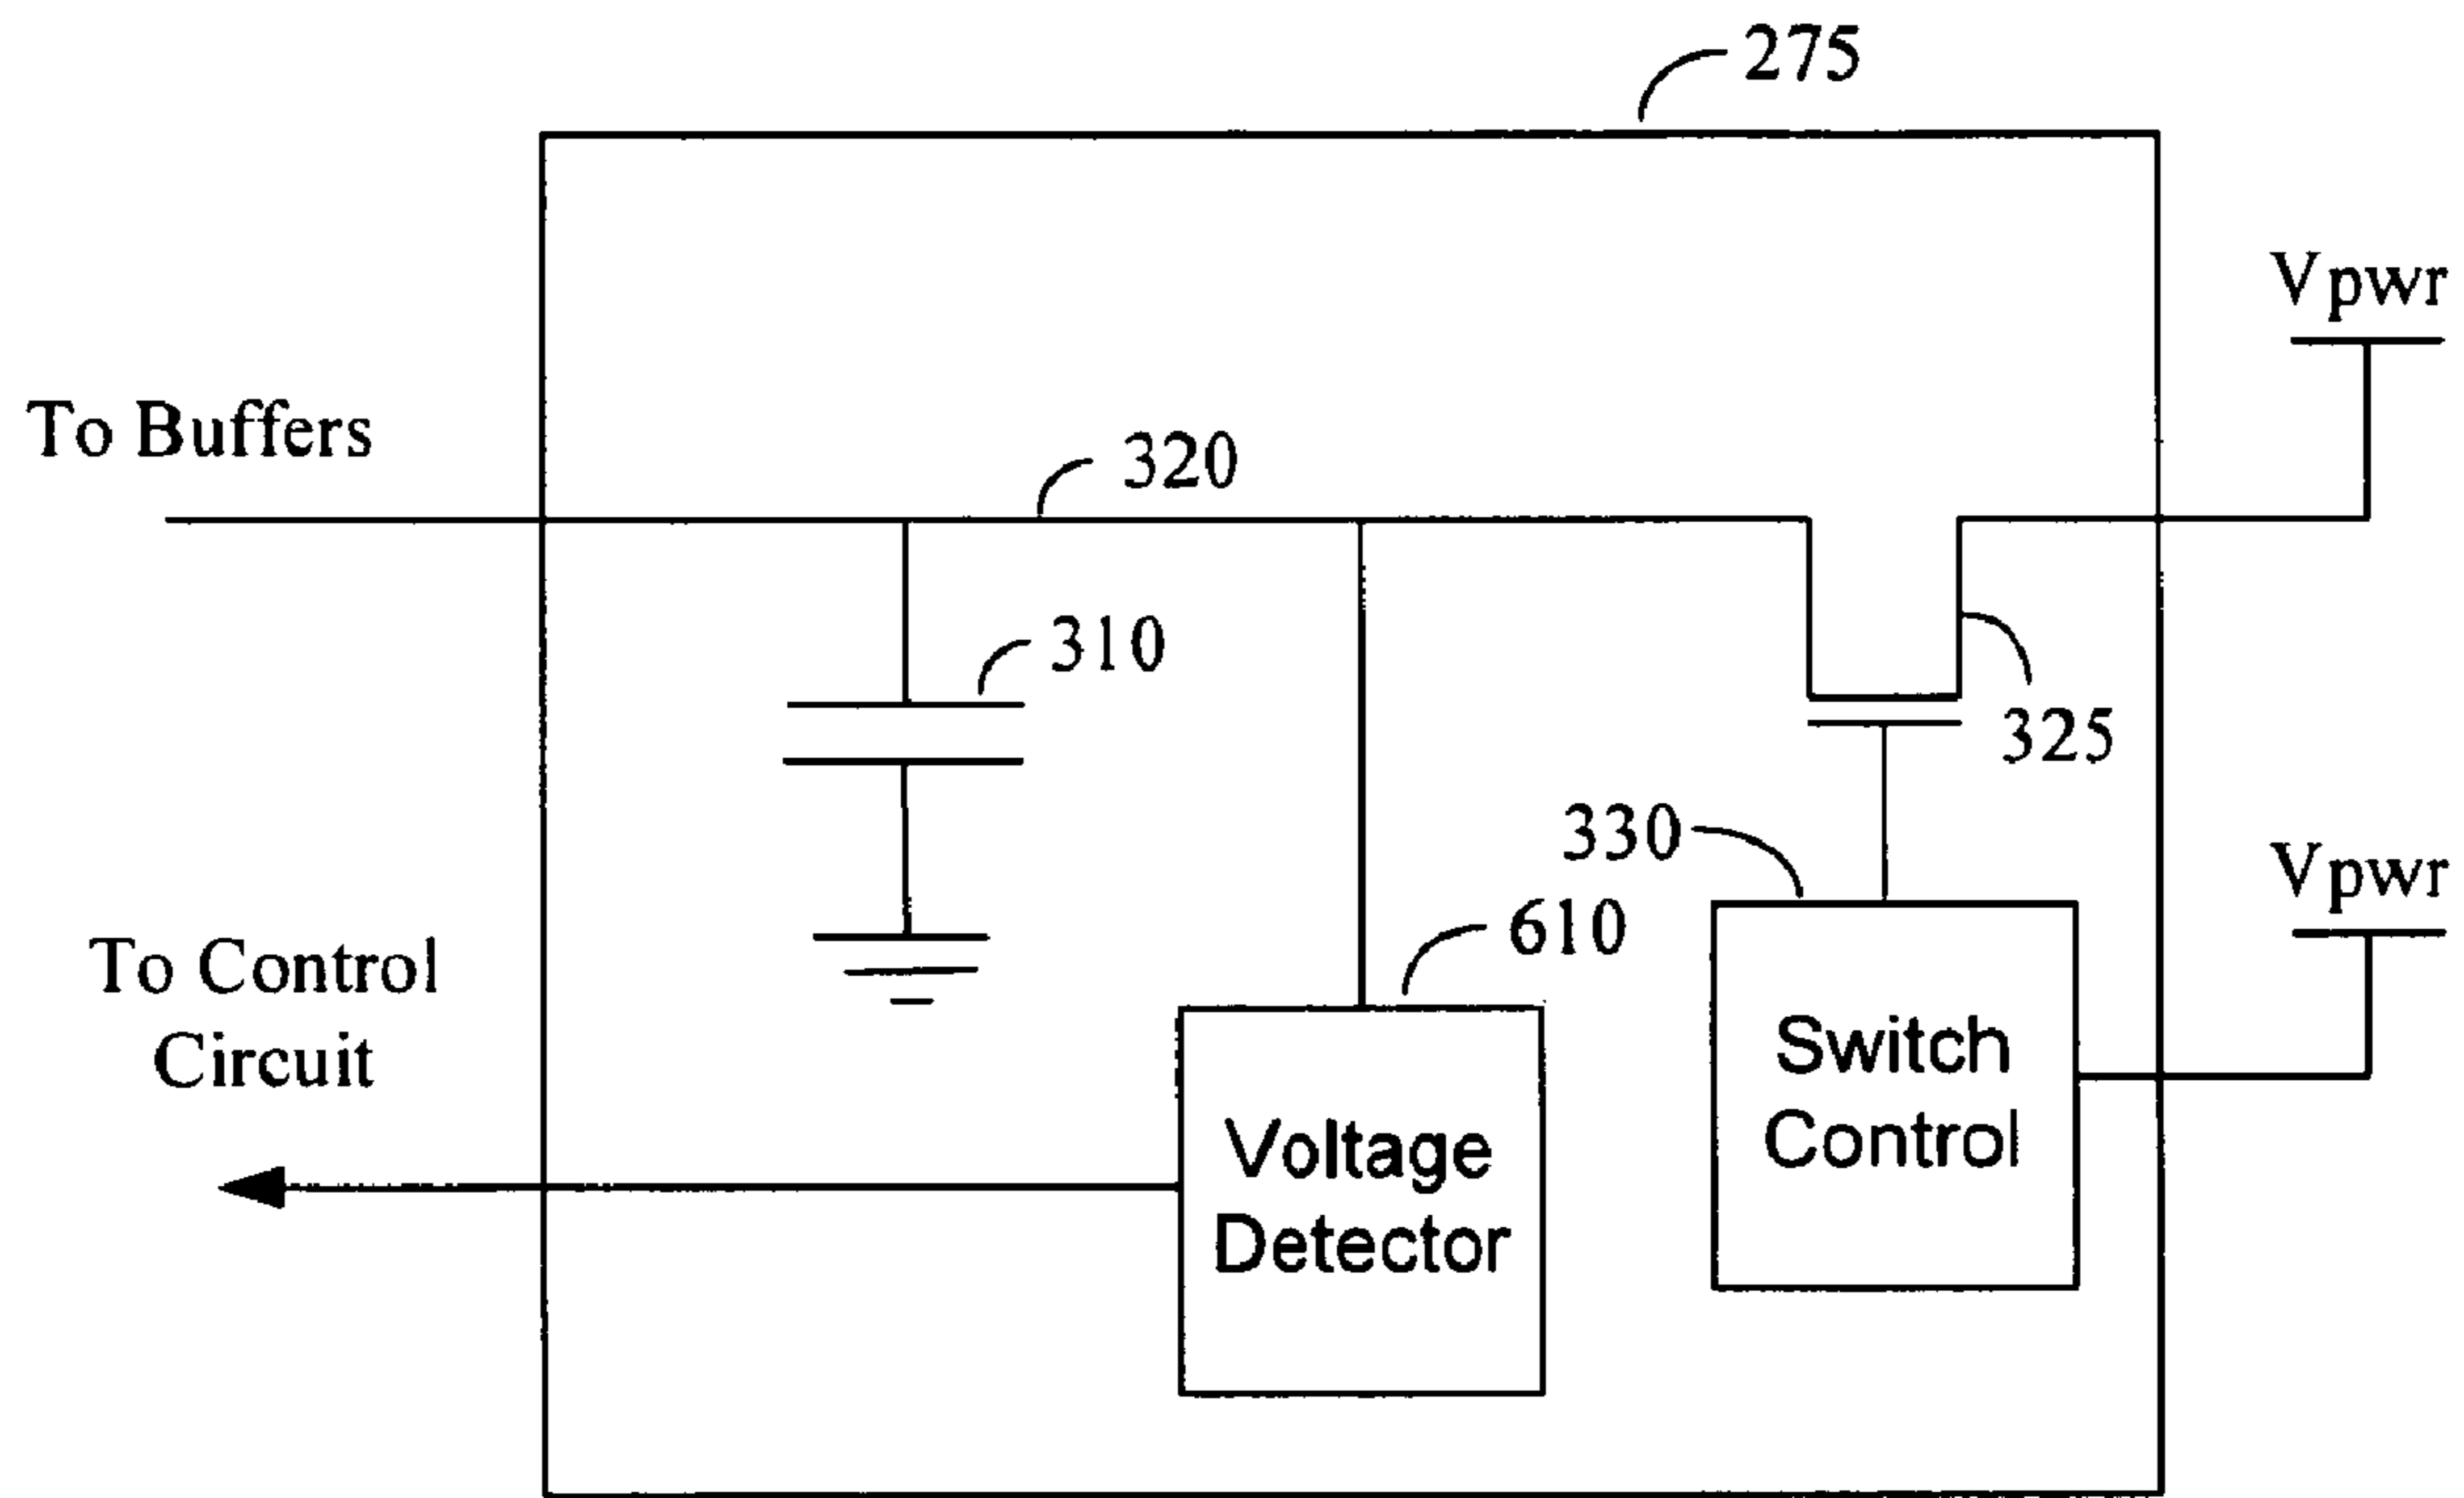 275
Vpwr
To Buffers
320
310
325
330
Vpwr
610
To Control
Circuit
Switch
Control
Voltage
Detector